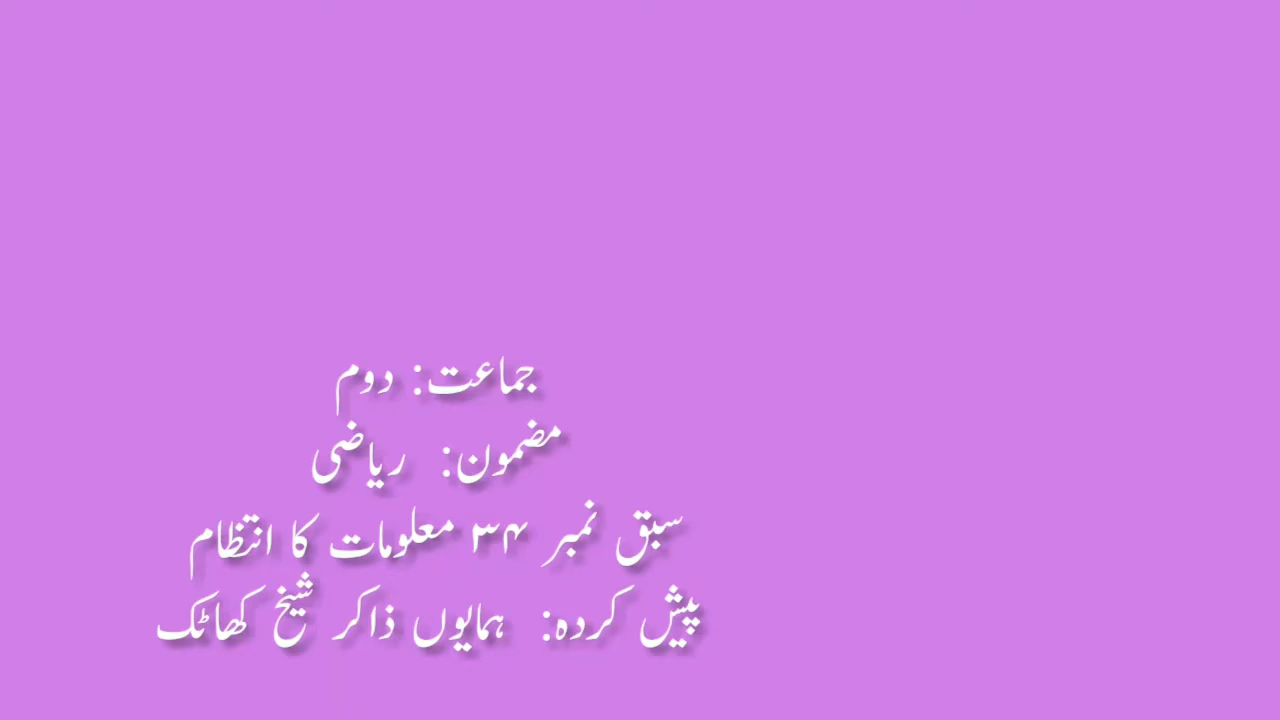 جماعت: دوم
مضمون: ریاضی
سبق نمبر ۳۴ معلومات کا انتظام
پیش کردہ: ہمایوں ذاکر شیخ کھاٹک